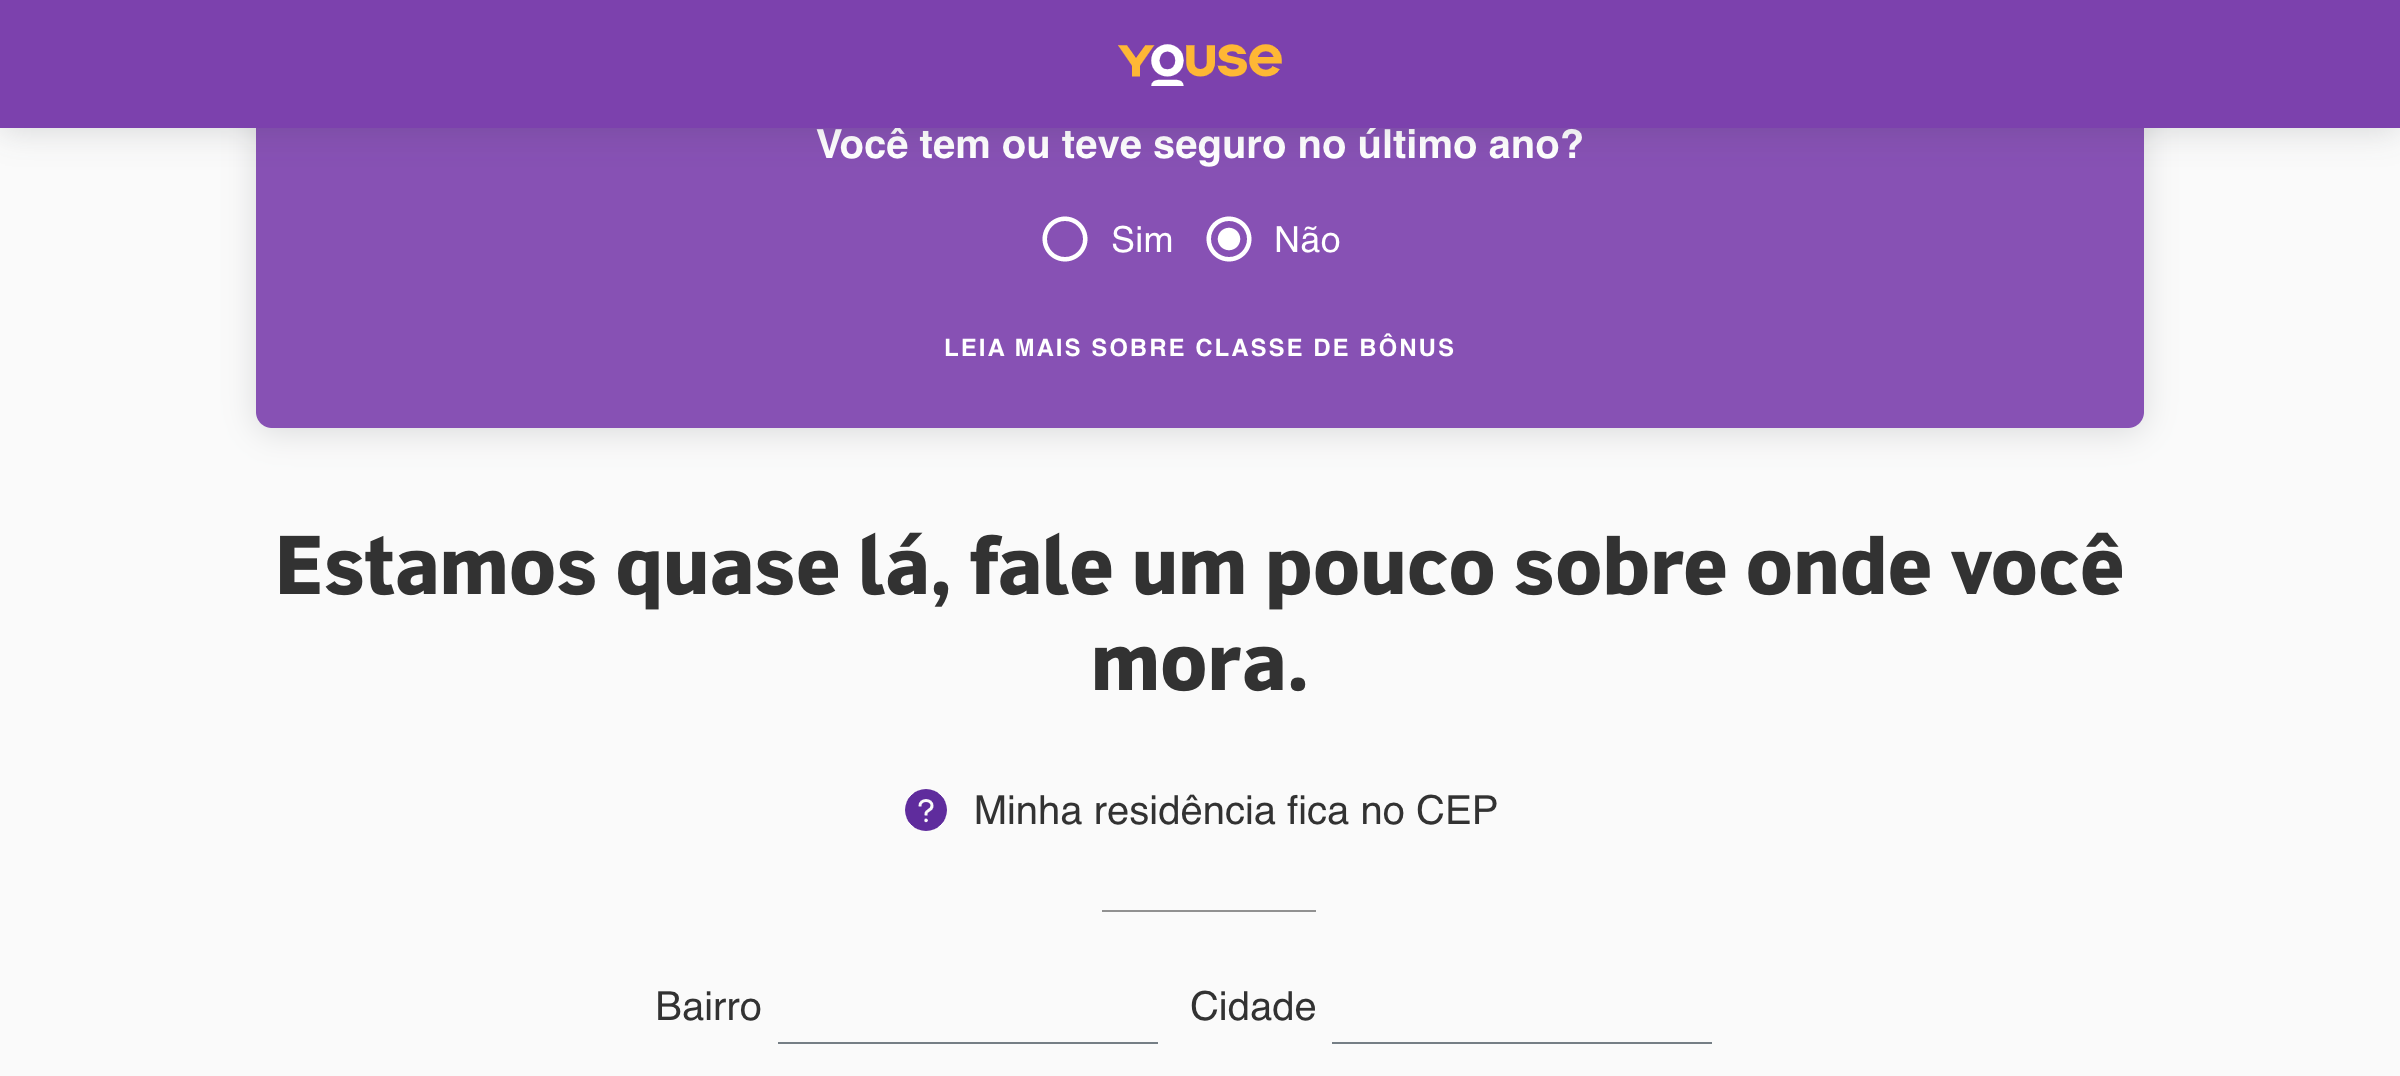 YOUSE
Você tem ou teve seguro no último ano?
Sim Não
LEIA MAIS SOBRE CLASSE DE BÔNUS
Estamos quase lá, fale um pouco sobre onde você
mora.
? Minha residência fica no CEP
Bairro Cidade